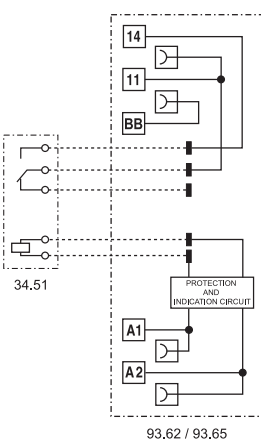 14
11
BB
34.51
PROTECTION
AND
INDICATION CIRCUIT
A1
A2
93.62 / 93.65